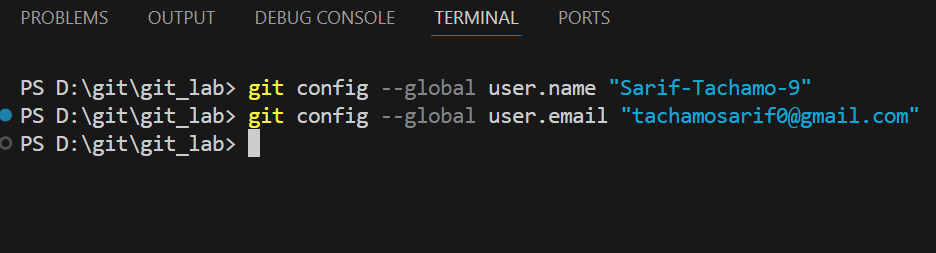 PROBLEMS OUTPUT DEBUG CONSOLE TERMINAL PORTS
PS D:\git\git_lab> git config --global user.name "Sarif-Tachamo-9"
PS D:\git\git_lab> git config --global user.email "tachamosarif0@gmail.com"
PS D:\git\git_lab>